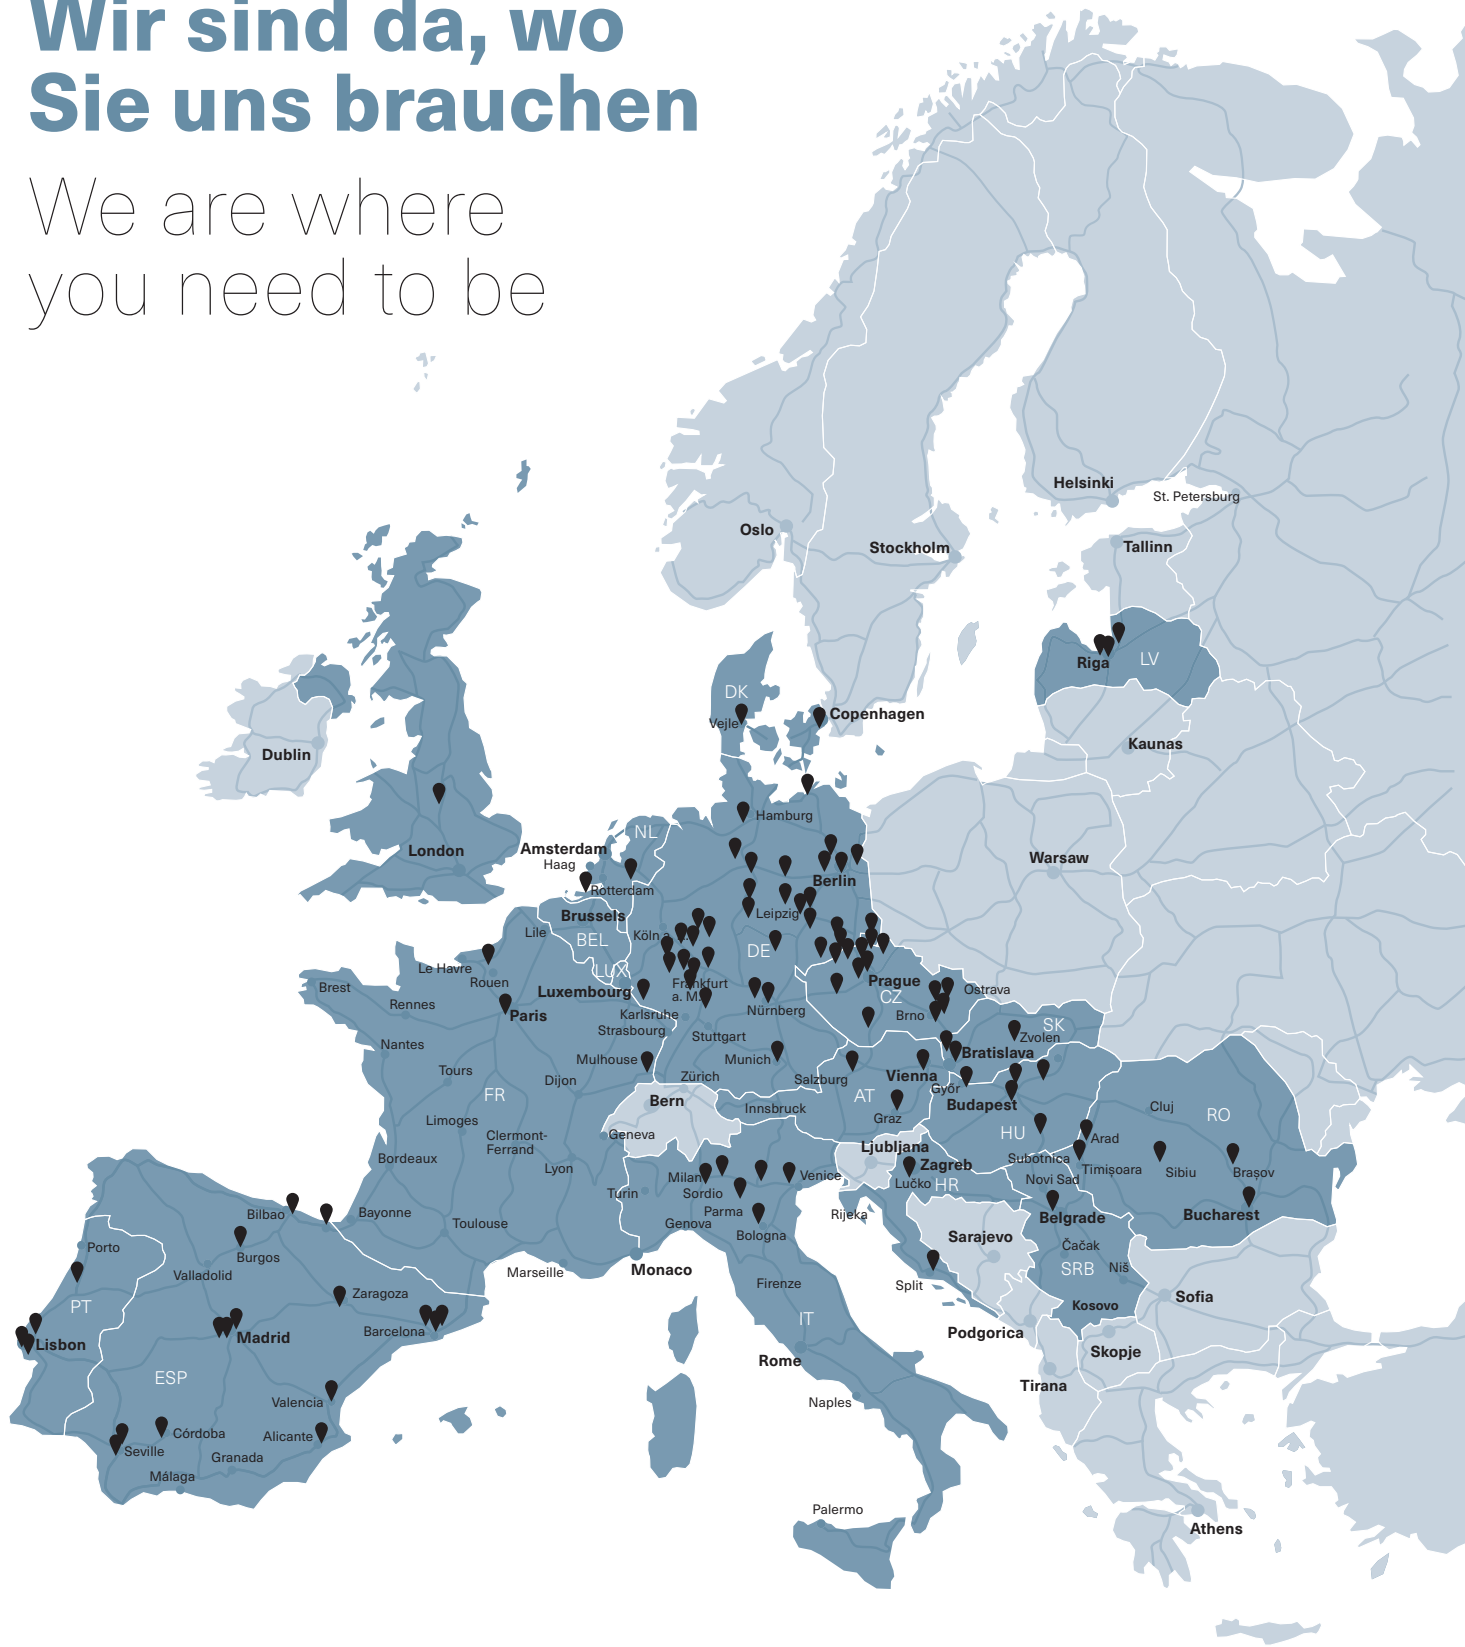 Wir sind da, wo
Sie uns brauchen
We are where
you need to be
Helsinki
St. Petersburg
Oslo
Stockholm
Tallinn
Riga
LV
DK
Vejle
Copenhagen
Kaunas
Dublin
Hamburg
NL
Amsterdam
London
Haag
Warsaw
Berlin
Rotterdam
Brussels
Leipzig
Lile
Köln a.
BEL
DE
Le Havre
LUX
Prague
Rouen
Frankfurt
a. M.
Brest
Luxembourg
CZ
Ostrava
Rennes
Paris
Karlsruhe
Nürnberg
Brno
Strasbourg
SK
Nantes
Stuttgart
Zvolen
Mulhouse
Munich
Bratislava
Tours
Dijon
Zürich
Salzburg
Vienna
Győr
FR
Bern
AT
Budapest
Cluj
RO
Innsbruck
Limoges
Graz
Clermont-
Ferrand
Geneva
HU
Arad
Ljubljana
Bordeaux
Lyon
Zagreb
Subotnica
Timișoara
Sibiu
Brașov
Milan
Venice
Novi Sad
Turin
Sordio
Lučko
HR
Bilbao
Bayonne
Parma
Rijeka
Belgrade
Bucharest
Toulouse
Genova
Bologna
Sarajevo
Čačak
Porto
Burgos
Valladolid
Marseille
Monaco
SRB
Niš
Firenze
Split
Zaragoza
PT
Kosovo
Sofia
IT
Barcelona
Podgorica
Lisbon
Madrid
Skopje
Rome
ESP
Tirana
Valencia
Naples
Córdoba
Alicante
Seville
Granada
Málaga
Palermo
Athens